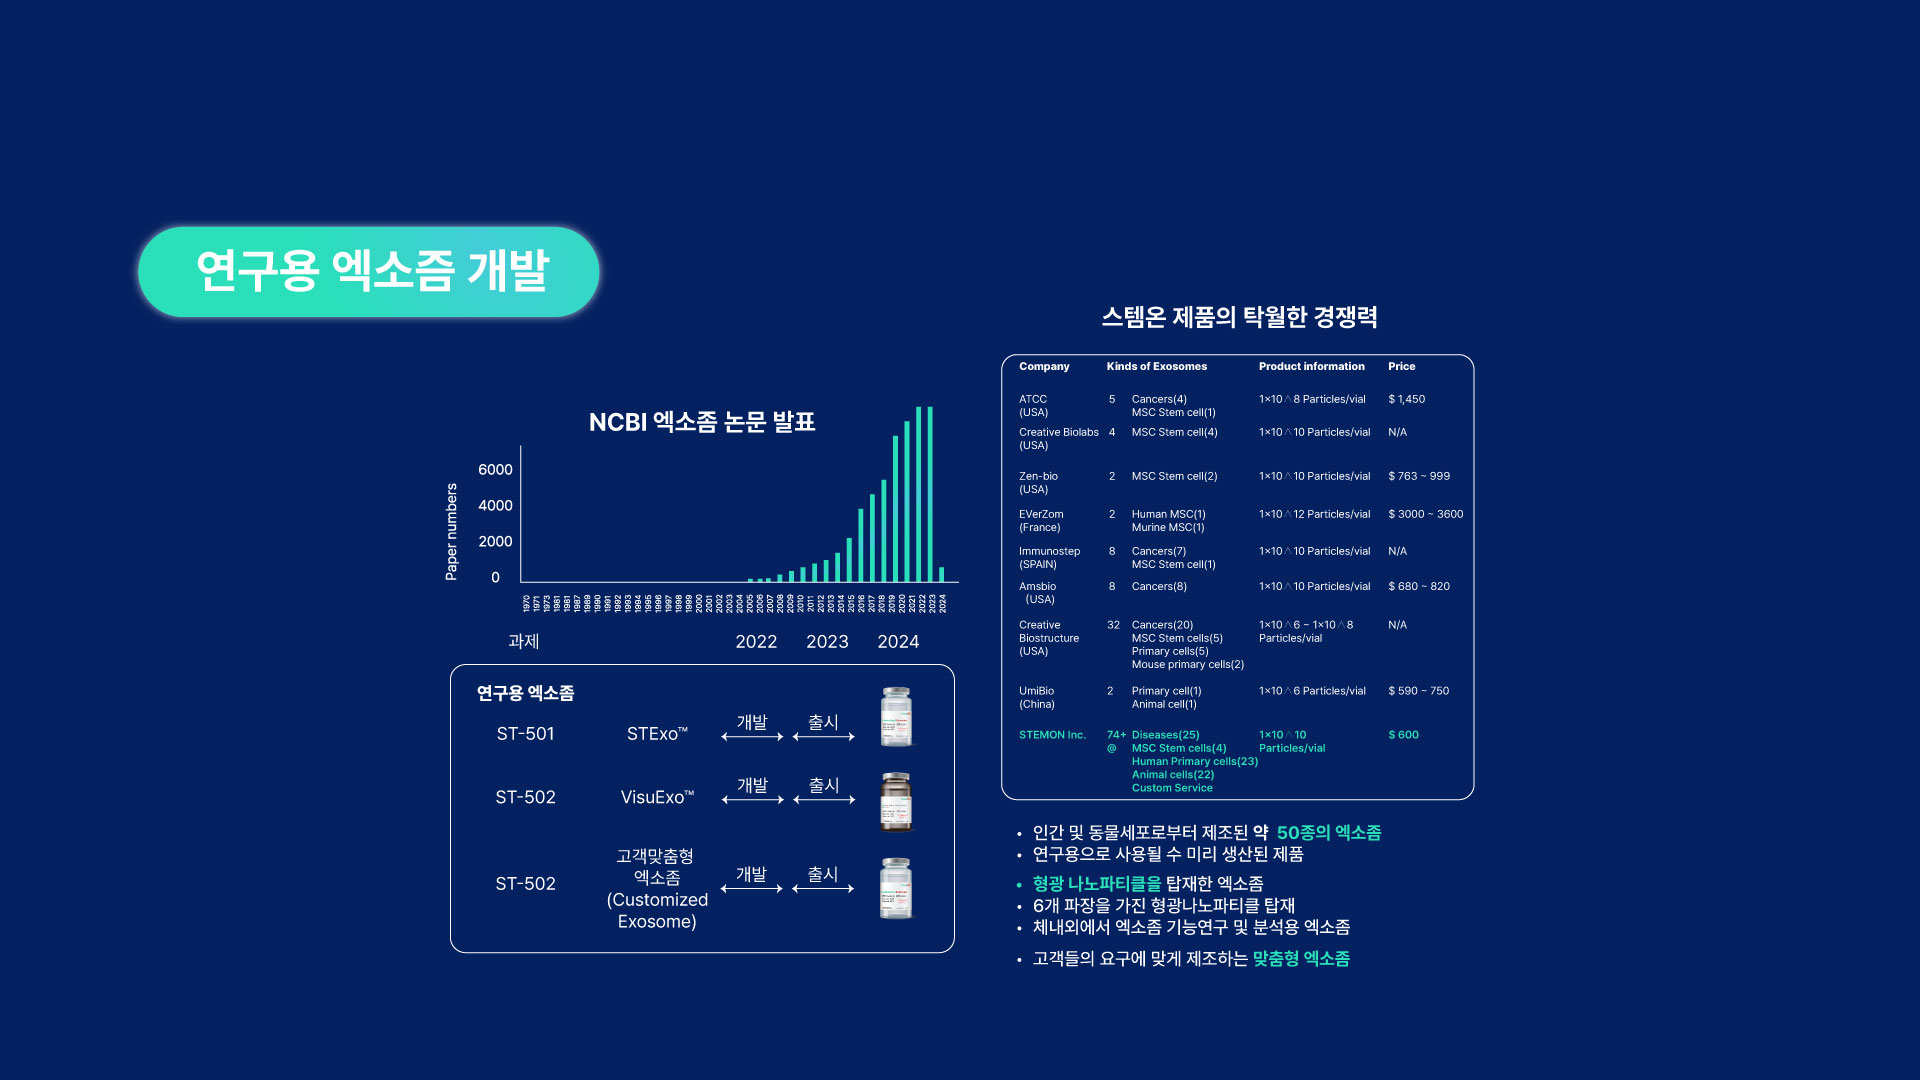 연구용 엑소즘 개발
NCBI 엑소좀 논문 발표
Paper numbers
6000
4000
2000
0
1970 1971 1973 1981 1981 1987 1989 1990 1991 1992 1993 1994 1995 1996 1997 1998 1999 2000 2001 2002 2003 2004 2005 2006 2007 2008 2009 2010 2011 2012 2013 2014 2015 2016 2017 2018 2019 2020 2021 2022 2023 2024
과제 2022 2023 2024
연구용 엑소좀
ST-501 STExo™ 개발 출시
ST-502 VisuExo™ 개발 출시
ST-502 고객맞춤형 개발 출시
엑소좀
(Customized
Exosome)
스템온 제품의 탁월한 경쟁력
Company Kinds of Exosomes Product information Price
ATCC 5 Cancers(4) 1×10^8 Particles/vial $ 1,450
(USA) MSC Stem cell(1)
Creative Biolabs 4 MSC Stem cell(4) 1×10^10 Particles/vial N/A
(USA)
Zen-bio 2 MSC Stem cell(2) 1×10^10 Particles/vial $ 763 ~ 999
(USA)
EVerZom 2 Human MSC(1) 1×10^12 Particles/vial $ 3000 ~ 3600
(France) Murine MSC(1)
Immunostep 8 Cancers(7) 1×10^10 Particles/vial N/A
(SPAIN) MSC Stem cell(1)
Amsbio 8 Cancers(8) 1×10^10 Particles/vial $ 680 ~ 820
(USA)
Creative 32 Cancers(20) 1×10^6 ~ 1×10^8 N/A
Biostructure MSC Stem cells(5) Particles/vial
(USA) Primary cells(5)
Mouse primary cells(2)
UmiBio 2 Primary cell(1) 1×10^6 Particles/vial $ 590 ~ 750
(China) Animal cell(1)
STEMON Inc. 74+ Diseases(25) 1×10^10 $ 600
@ MSC Stem cells(4) Particles/vial
Human Primary cells(23)
Animal cells(22)
Custom Service
• 인간 및 동물세포로부터 제조된 약 50종의 엑소좀
• 연구용으로 사용될 수 미리 생산된 제품
• 형광 나노파티클을 탑재한 엑소좀
• 6개 파장을 가진 형광나노파티클 탑재
• 체내외에서 엑소좀 기능연구 및 분석용 엑소좀
• 고객들의 요구에 맞게 제조하는 맞춤형 엑소좀